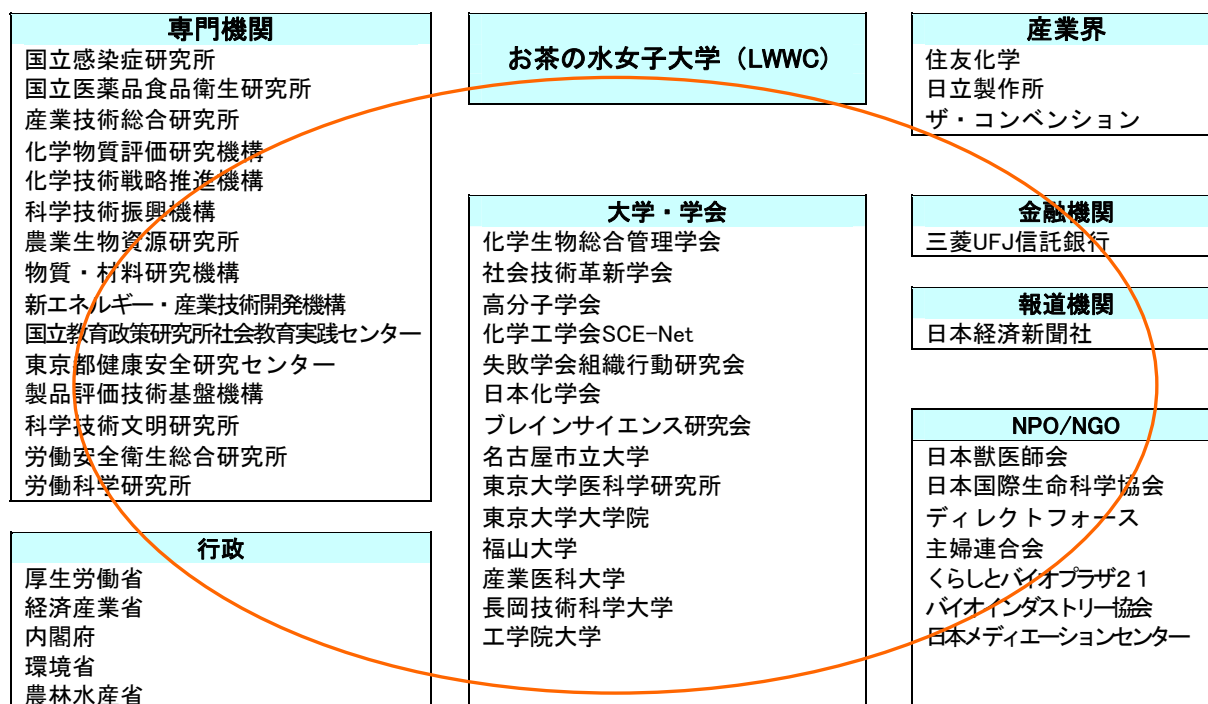 専門機関
国立感染症研究所
国立医薬品食品衛生研究所
産業技術総合研究所
化学物質評価研究機構
化学技術戦略推進機構
科学技術振興機構
農業生物資源研究所
物質・材料研究機構
新エネルギー・産業技術開発機構
国立教育政策研究所社会教育実践センター
東京都健康安全研究センター
製品評価技術基盤機構
科学技術文明研究所
労働安全衛生総合研究所
労働科学研究所
行政
厚生労働省
経済産業省
内閣府
環境省
農林水産省
お茶の水女子大学（LWWC）
大学・学会
化学生物総合管理学会
社会技術革新学会
高分子学会
化学工学会SCE-Net
失敗学会組織行動研究会
日本化学会
ブレインサイエンス研究会
名古屋市立大学
東京大学医科学研究所
東京大学大学院
福山大学
産業医科大学
長岡技術科学大学
工学院大学
産業界
住友化学
日立製作所
ザ・コンベンション
金融機関
三菱UFJ信託銀行
報道機関
日本経済新聞社
NPO/NGO
日本獣医師会
日本国際生命科学協会
ディレクトフォース
主婦連合会
くらしとバイオプラザ２１
バイオインダストリー協会
日本メディエーションセンター